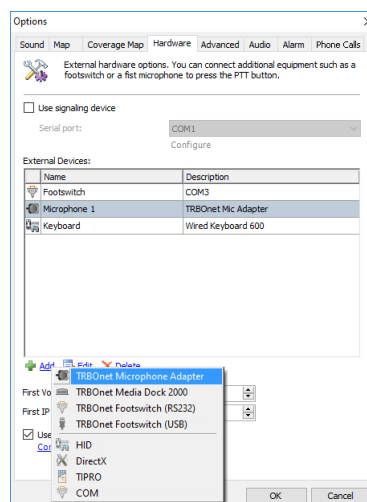 Options
Sound Map Coverage Map Hardware Advanced Audio Alarm Phone Calls
External hardware options. You can connect additional equipment such as a
footswitch or a fist microphone to press the PTT button.
Use signaling device
Serial port: COM1
Configure
External Devices:
Name Description
Footswitch COM3
Microphone 1 TRBOnet Mic Adapter
Keyboard Wired Keyboard 600
Add Edit Delete
TRBOnet Microphone Adapter
First Vo TRBOnet Media Dock 2000
First IP TRBOnet Footswitch (RS232)
TRBOnet Footswitch (USB)
Use
HID
DirectX
TIPRO
COM
OK Cancel